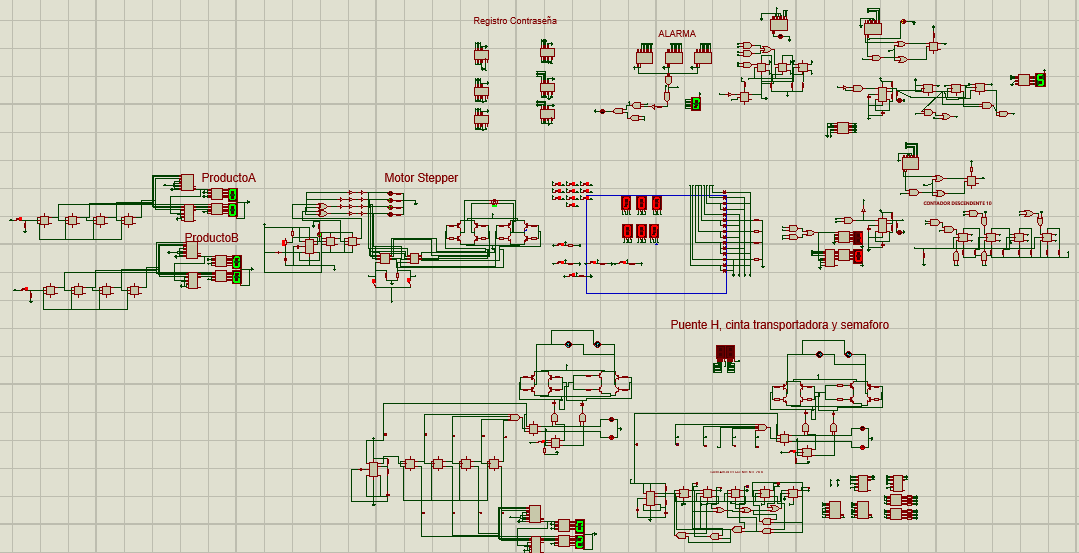 Registro Contraseña
ALARMA
ProductoA
Motor Stepper
CONTADOR DESCENDENTE 10
ProductoB
Puente H, cinta transportadora y semaforo